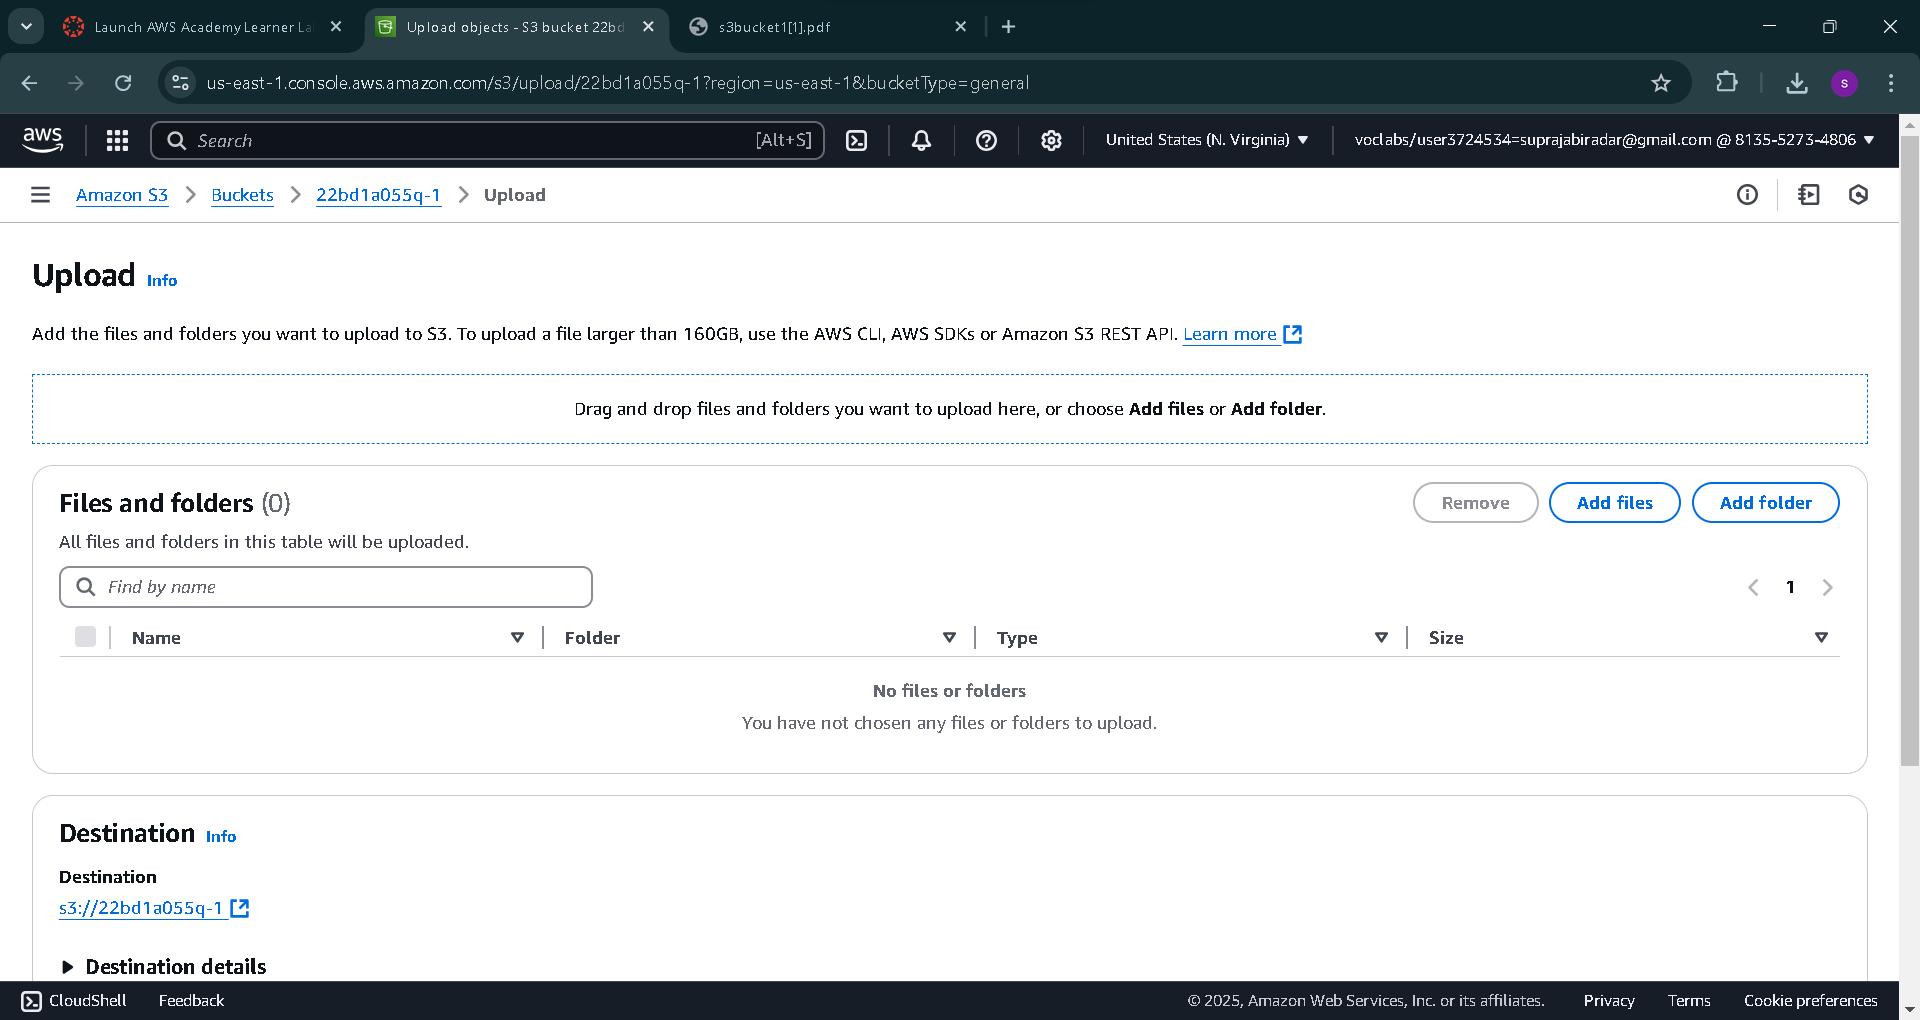 Launch AWS Academy Learner La
Upload objects - S3 bucket 22bd
s3bucket1[1].pdf
us-east-1.console.aws.amazon.com/s3/upload/22bd1a055q-1?region=us-east-1&bucketType=general
s
aws
Search
[Alt+S]
United States (N. Virginia)
voclabs/user3724534=suprajabiradar@gmail.com @ 8135-5273-4806
Amazon S3
Buckets
22bd1a055q-1
Upload
Upload Info
Add the files and folders you want to upload to S3. To upload a file larger than 160GB, use the AWS CLI, AWS SDKs or Amazon S3 REST API. Learn more
Drag and drop files and folders you want to upload here, or choose Add files or Add folder.
Files and folders (0)
Remove
Add files
Add folder
All files and folders in this table will be uploaded.
Find by name
1
Name
Folder
Type
Size
No files or folders
You have not chosen any files or folders to upload.
Destination Info
Destination
s3://22bd1a055q-1
Destination details
CloudShell
Feedback
© 2025, Amazon Web Services, Inc. or its affiliates.
Privacy
Terms
Cookie preferences